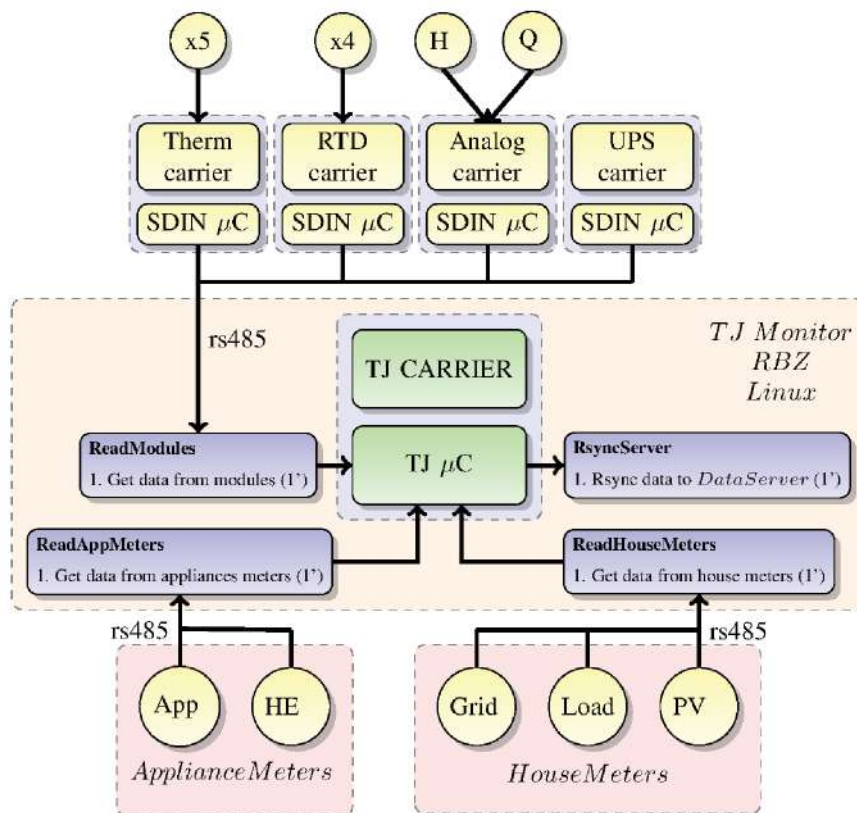 x5
x4
H
Q
Therm
carrier
RTD
carrier
Analog
carrier
UPS
carrier
SDIN μC
SDIN μC
SDIN μC
SDIN μC
rs485
TJ Monitor
RBZ
Linux
TJ CARRIER
ReadModules
1. Get data from modules (1’)
TJ μC
RsyncServer
1. Rsync data to DataServer (1’)
ReadAppMeters
1. Get data from appliances meters (1’)
ReadHouseMeters
1. Get data from house meters (1’)
rs485
rs485
App
HE
Grid
Load
PV
ApplianceMeters
HouseMeters